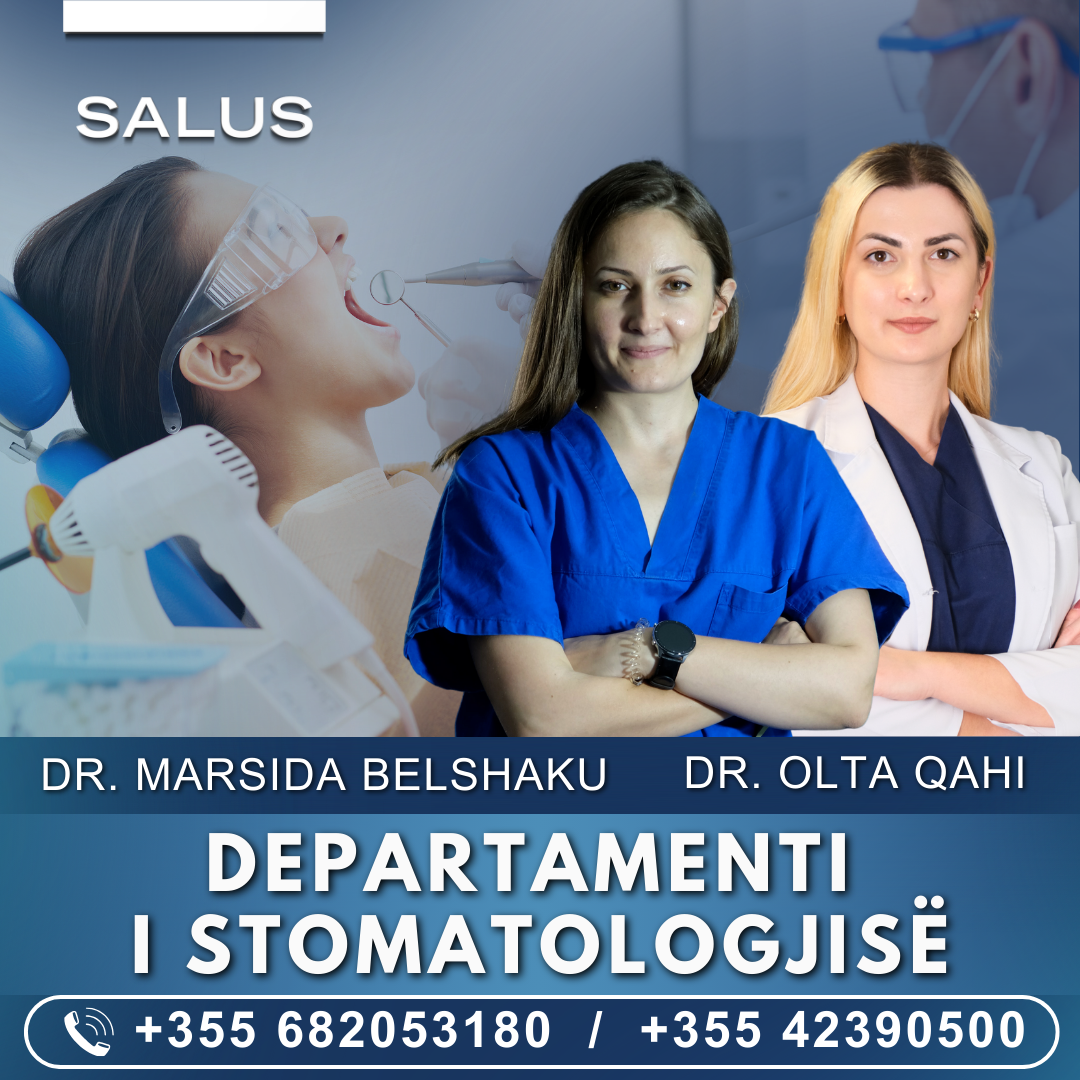 SALUS
DR. MARSIDA BELSHAKU
DR. OLTA QAHI
DEPARTAMENTI
I STOMATOLOGJISË
+355 682053180 / +355 42390500